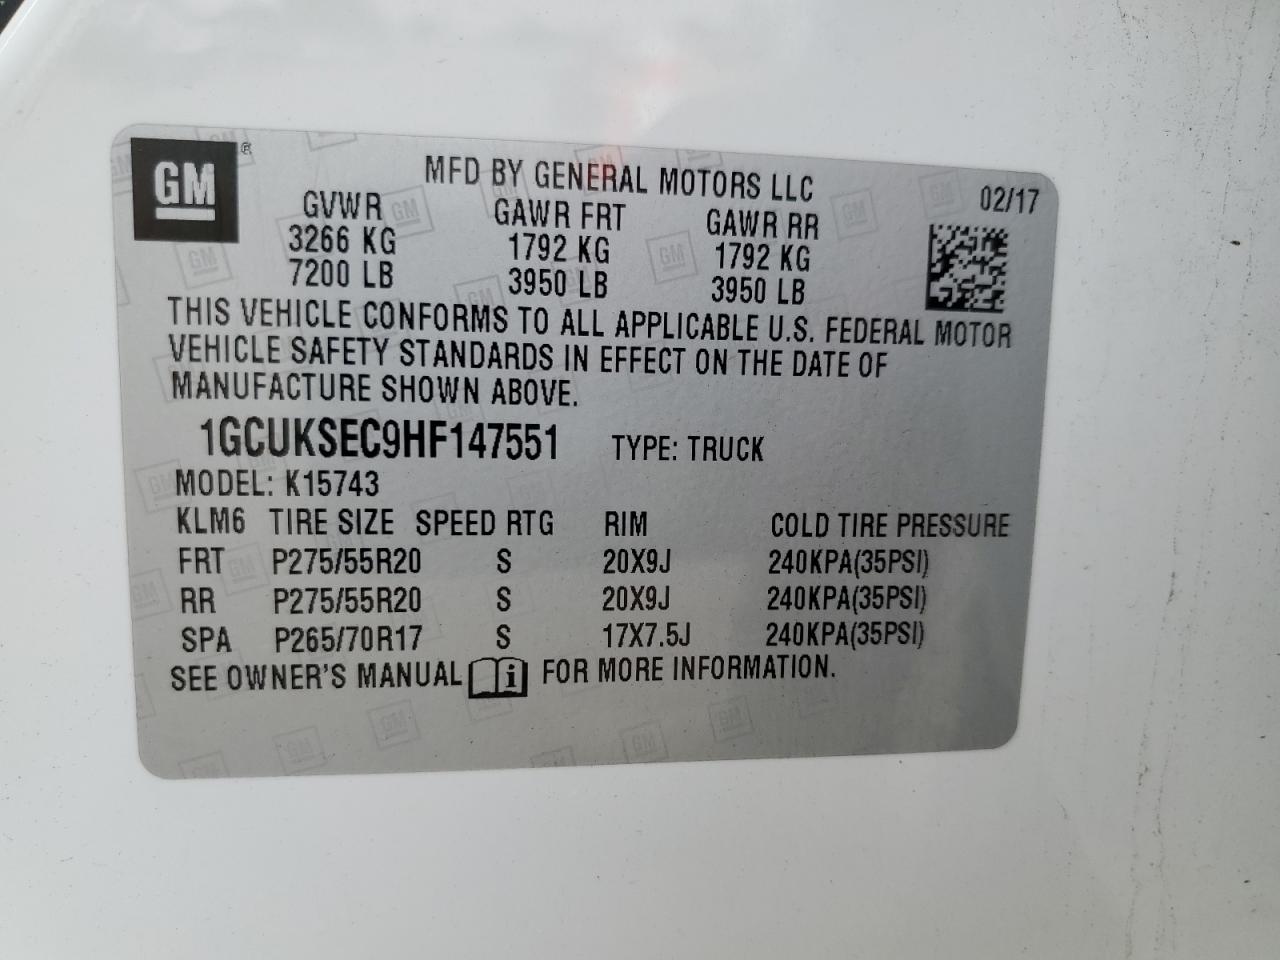 GM®
MFD BY GENERAL MOTORS LLC 02/17
GVWR GAWR FRT GAWR RR
3266 KG 1792 KG 1792 KG
7200 LB 3950 LB 3950 LB
THIS VEHICLE CONFORMS TO ALL APPLICABLE U.S. FEDERAL MOTOR
VEHICLE SAFETY STANDARDS IN EFFECT ON THE DATE OF
MANUFACTURE SHOWN ABOVE.
1GCUKSEC9HF147551 TYPE: TRUCK
MODEL: K15743
KLM6 TIRE SIZE SPEED RTG RIM COLD TIRE PRESSURE
FRT P275/55R20 S 20X9J 240KPA(35PSI)
RR P275/55R20 S 20X9J 240KPA(35PSI)
SPA P265/70R17 S 17X7.5J 240KPA(35PSI)
SEE OWNER'S MANUAL i FOR MORE INFORMATION.